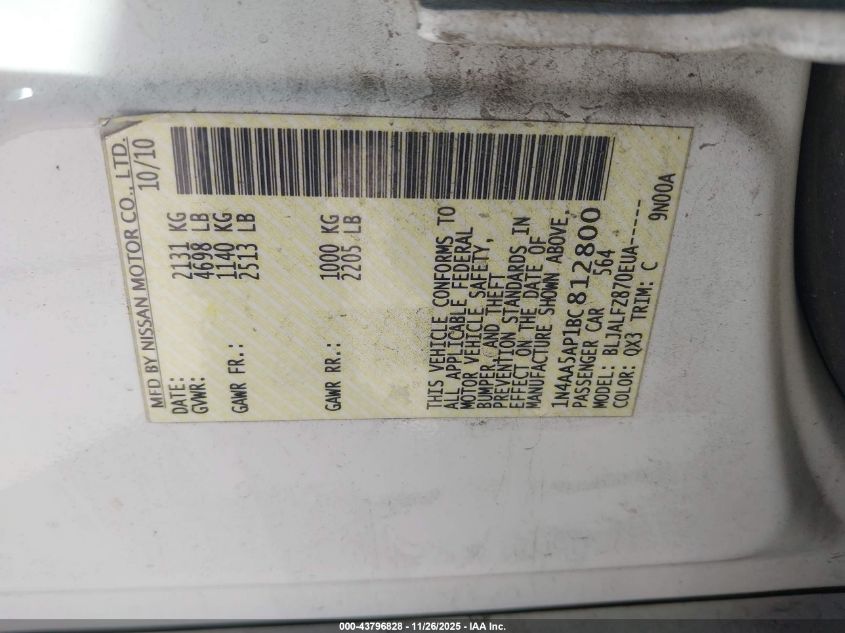 MFD BY NISSAN MOTOR CO., LTD.
DATE: 10/10
GVWR: 2131 KG
4698 LB
GAWR FR.: 1140 KG
2513 LB
GAWR RR.: 1000 KG
2205 LB
THIS VEHICLE CONFORMS TO
ALL APPLICABLE FEDERAL
MOTOR VEHICLE SAFETY,
BUMPER, AND THEFT
PREVENTION STANDARDS IN
EFFECT ON THE DATE OF
MANUFACTURE SHOWN ABOVE.
1N4AA5AP1BC812800
PASSENGER CAR 564
MODEL: BLJALFZ870EUA-----
COLOR: QX3 TRIM: C 9N00A
000-43796828 - 11/26/2025 - IAA Inc.